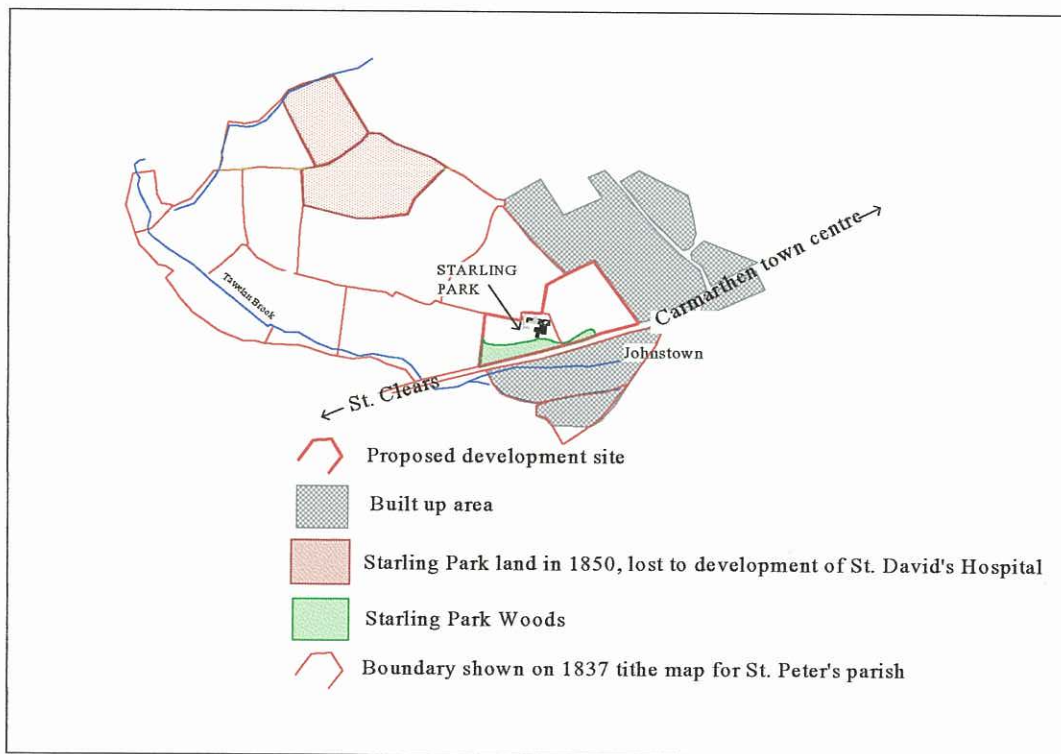 STARLING
PARK
Tawelan Brook
Carmarthen town centre
Johnstown
St. Clears
Proposed development site
Built up area
Starling Park land in 1850, lost to development of St. David's Hospital
Starling Park Woods
Boundary shown on 1837 tithe map for St. Peter's parish